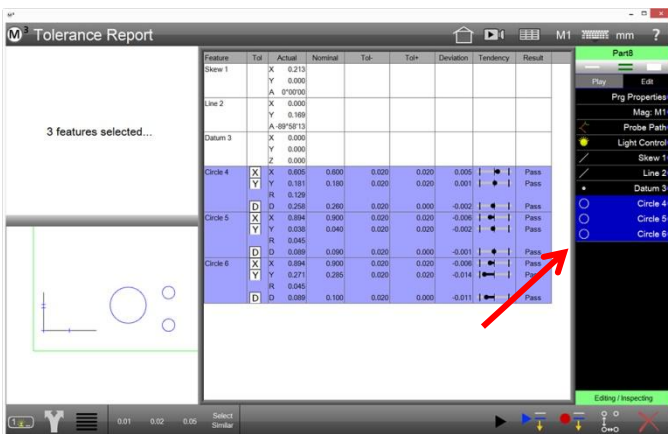 M³ Tolerance Report M1 mm ?
3 features selected...
Feature Tol Actual Nominal Tol- Tol+ Deviation Tendency Result
Skew 1 X 0.213
Y 0.000
A 0°00'00
Line 2 X 0.000
Y 0.169
A -89°58'13
Datum 3 X 0.000
Y 0.000
Z 0.000
Circle 4 X X 0.605 0.600 0.020 0.020 0.005 Pass
Y Y 0.181 0.180 0.020 0.020 0.001 Pass
R 0.129
D D 0.258 0.260 0.020 0.000 -0.002 Pass
Circle 5 X X 0.894 0.900 0.020 0.020 -0.006 Pass
Y Y 0.038 0.040 0.020 0.020 -0.002 Pass
R 0.045
D D 0.089 0.090 0.020 0.000 -0.001 Pass
Circle 6 X X 0.894 0.900 0.020 0.020 -0.006 Pass
Y Y 0.271 0.285 0.020 0.020 -0.014 Pass
R 0.045
D D 0.089 0.100 0.020 0.000 -0.011 Pass
Part8
Play Edit
Prg Properties
Mag: M1
Probe Path
Light Control
Skew 1
Line 2
Datum 3
Circle 4
Circle 5
Circle 6
Editing / Inspecting
0.01 0.02 0.05 Select
Similar